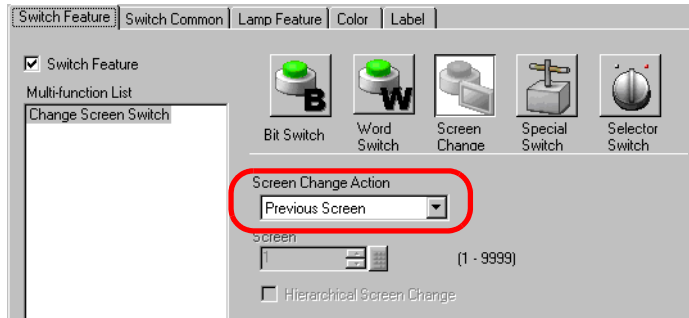 Switch Feature Switch Common Lamp Feature Color Label
Switch Feature
Multi-function List
Change Screen Switch
B
W
Bit Switch
Word
Switch
Screen
Change
Special
Switch
Selector
Switch
Screen Change Action
Previous Screen
Screen
1
(1 - 9999)
Hierarchical Screen Change